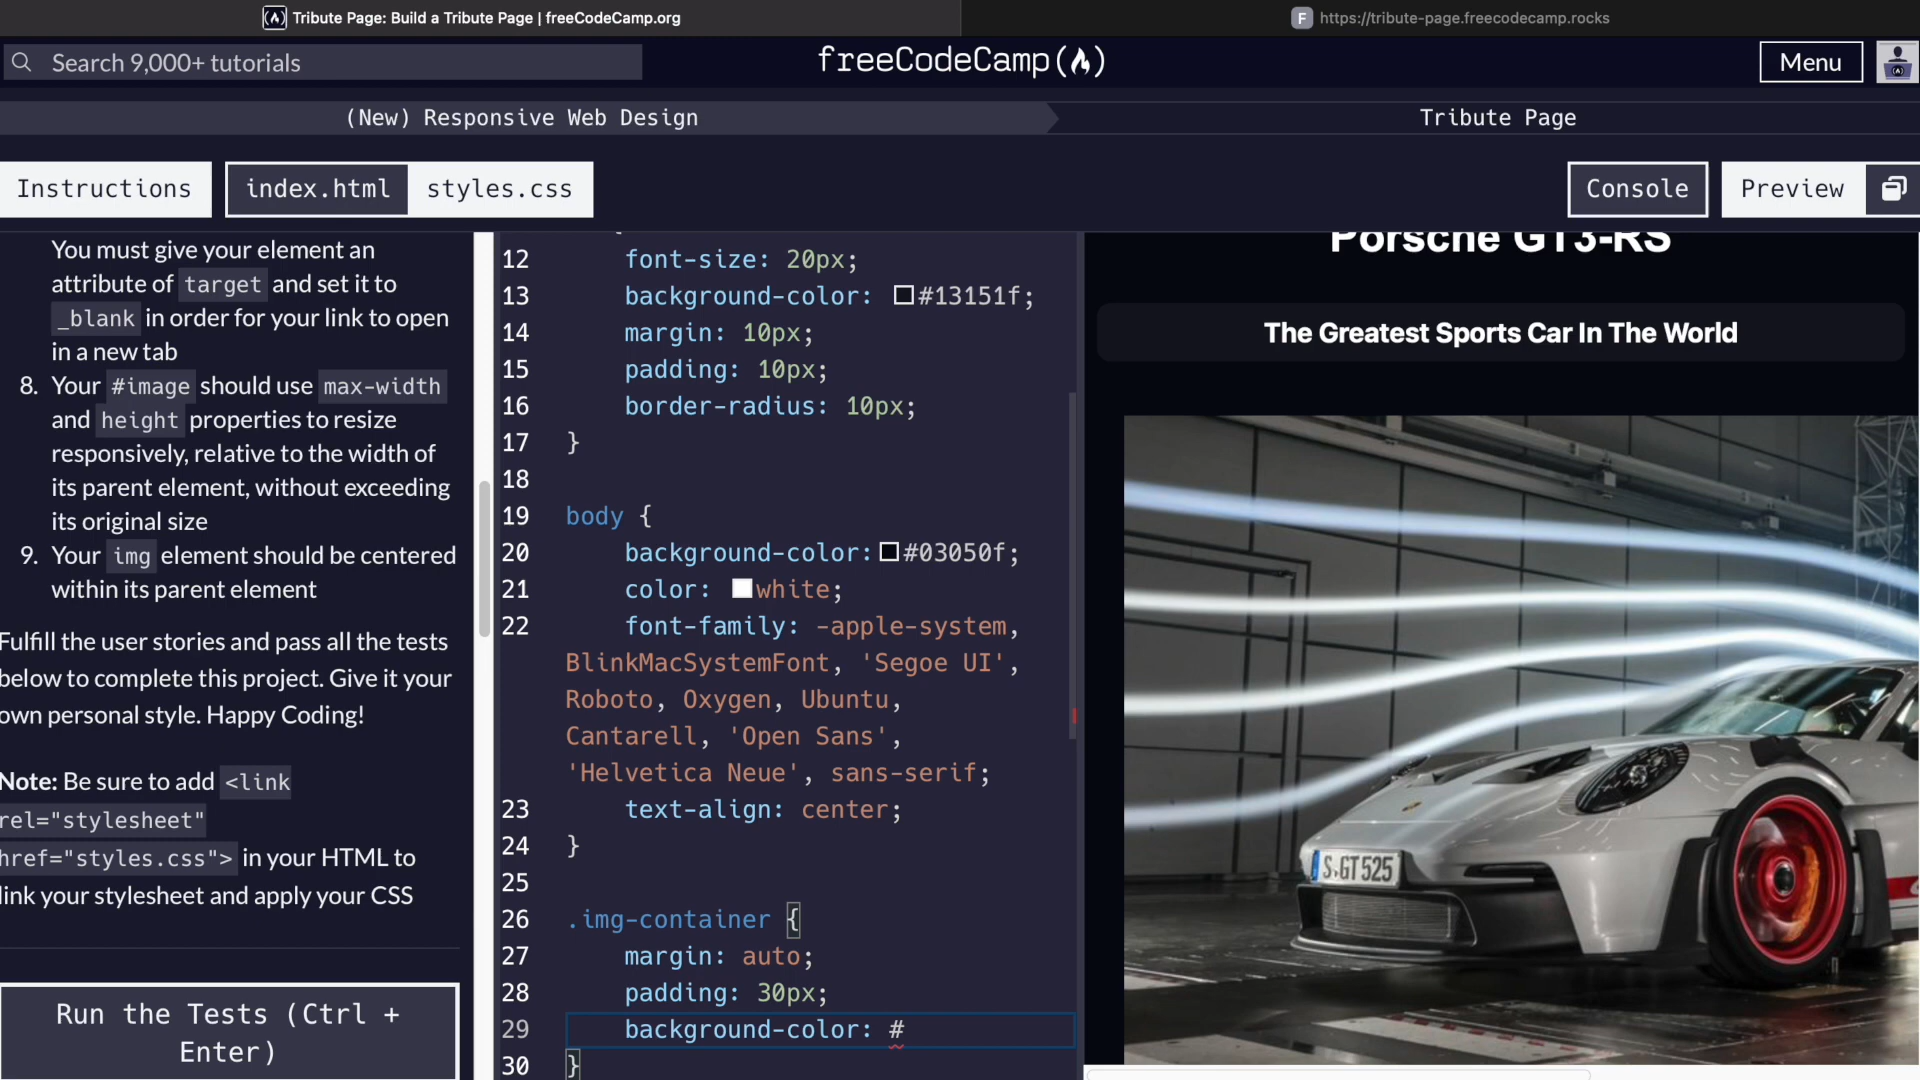 Tribute Page: Build a Tribute Page | freeCodeCamp.org
F https://tribute-page.freecodecamp.rocks
Search 9,000+ tutorials
freeCodeCamp
Menu
(New) Responsive Web Design
Tribute Page
Instructions
index.html
styles.css
Console
Preview
You must give your element an
attribute of target and set it to
_blank in order for your link to open
in a new tab
8. Your #image should use max-width
and height properties to resize
responsively, relative to the width of
its parent element, without exceeding
its original size
9. Your img element should be centered
within its parent element
Fulfill the user stories and pass all the tests
below to complete this project. Give it your
own personal style. Happy Coding!
Note: Be sure to add <link
rel="stylesheet"
href="styles.css"> in your HTML to
link your stylesheet and apply your CSS
Run the Tests (Ctrl +
Enter)
12 font-size: 20px;
13 background-color: #13151f;
14 margin: 10px;
15 padding: 10px;
16 border-radius: 10px;
17 }
18
19 body {
20 background-color: #03050f;
21 color: white;
22 font-family: -apple-system,
BlinkMacSystemFont, 'Segoe UI',
Roboto, Oxygen, Ubuntu,
Cantarell, 'Open Sans',
'Helvetica Neue', sans-serif;
23 text-align: center;
24 }
25
26 .img-container {
27 margin: auto;
28 padding: 30px;
29 background-color: #
30 }
Porsche GT3-RS
The Greatest Sports Car In The World
S GT 525